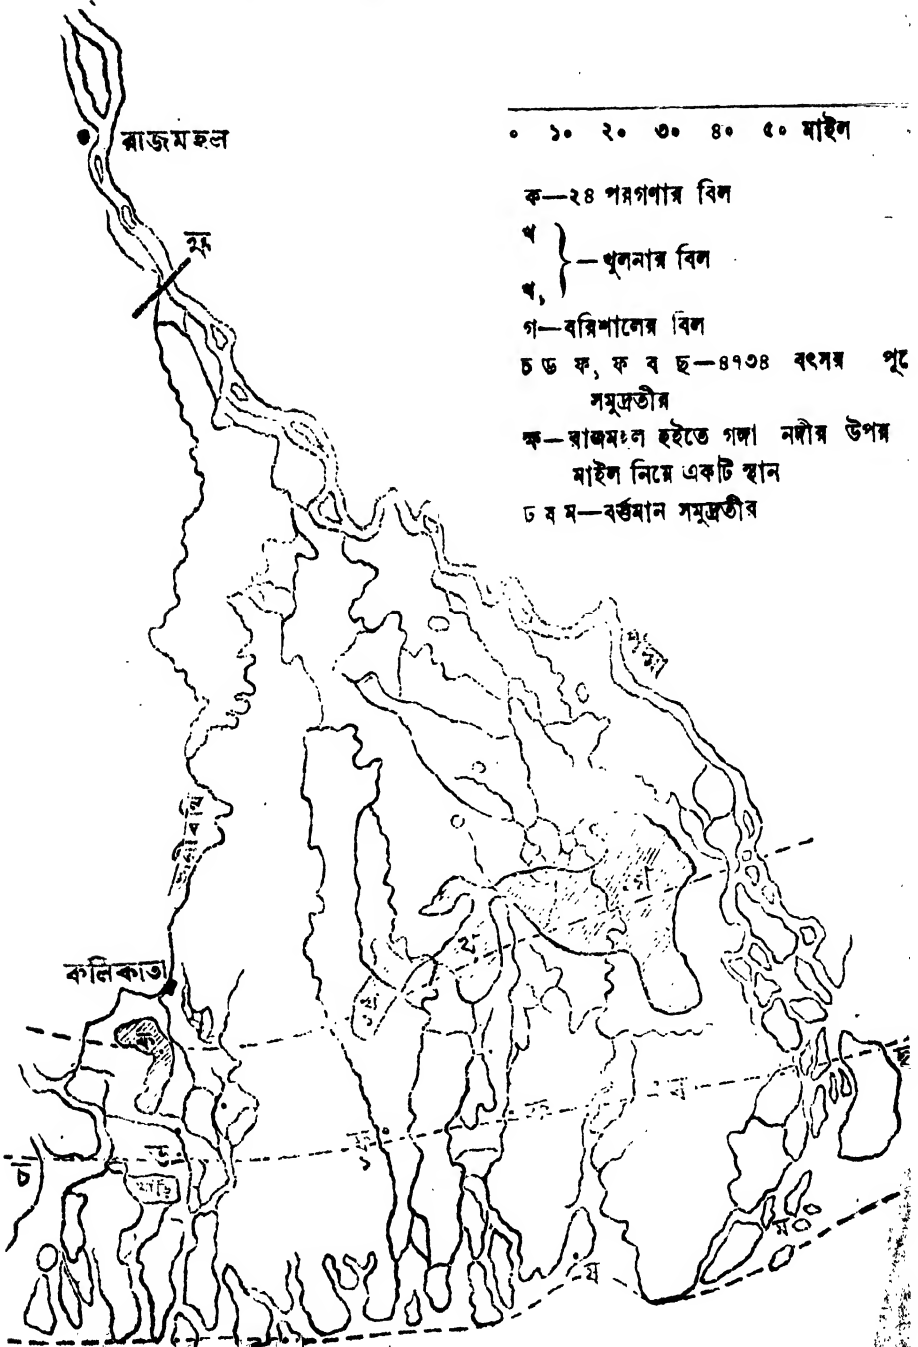 রাজমহল
০ ১০ ২০ ৩০ ৪০ ৫০ মাইল
ক—২৪ পরগণার বিল
খ
—খুলনার বিল
খ,
গ—বরিশালের বিল
চ ড ফ, ফ ব ছ—৪৭৩৪ বৎসর পূ
সমুদ্রতীর
ক্ষ—রাজমহল হইতে গঙ্গা নদীর উপর
মাইল নিম্নে একটি স্থান
ঢ য ম—বর্ত্তমান সমুদ্রতীর
ক্ষ
পদ্মা
গ
খ
কলিকাতা
খ,
ক
ছ
ব
ফ
ফ,
ড
চ
ম
য